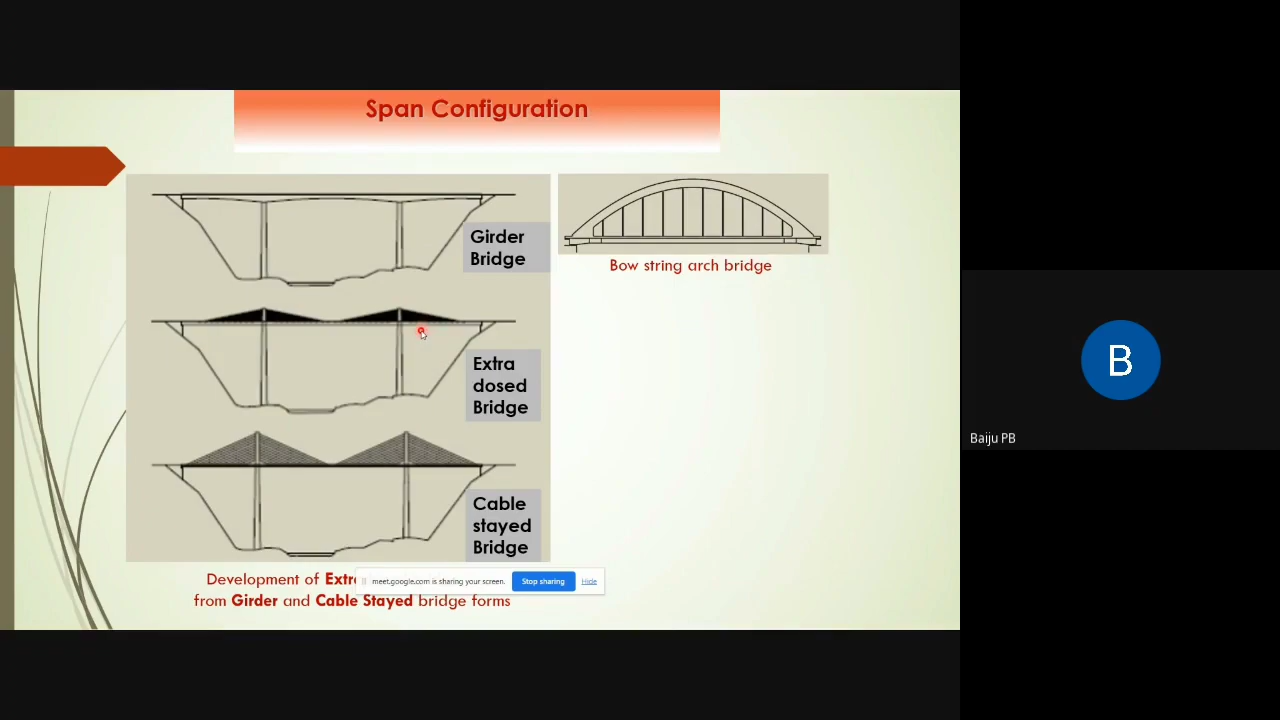 Span Configuration
Girder
Bridge
Bow string arch bridge
Extra
dosed
Bridge
Cable
stayed
Bridge
Development of Extr
meet.google.com is sharing your screen. Stop sharing Hide
from Girder and Cable Stayed bridge forms
B
Baiju PB